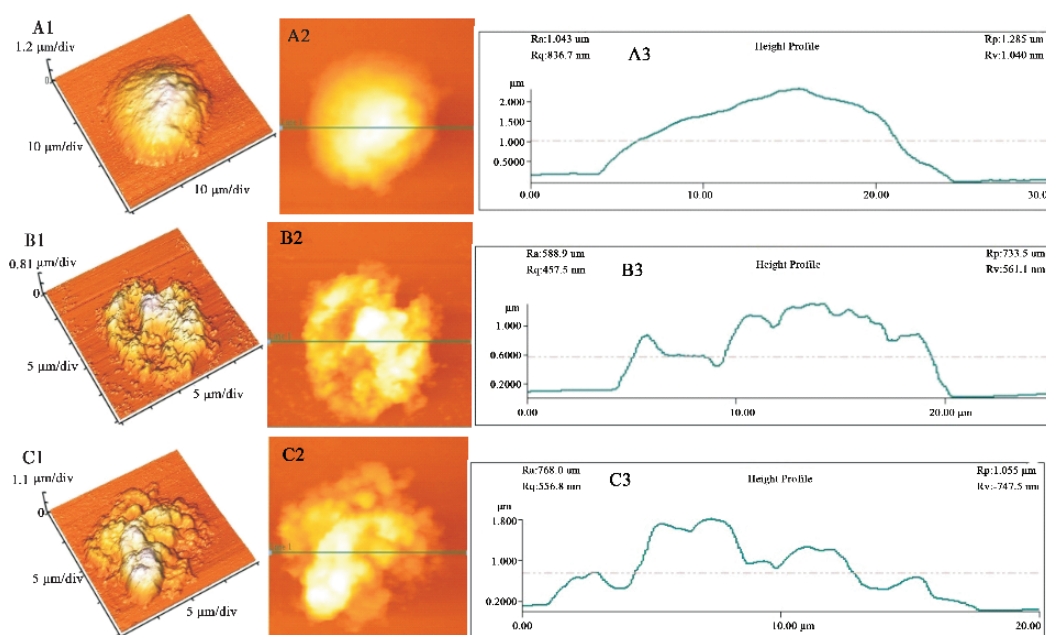 A1
1.2 μm/div
10 μm/div
10 μm/div
A2
Ra:1.043 um
Rq:836.7 nm
Height Profile
Rp:1.285 um
Rv:1.040 um
A3
μm
2.000
1.000
0.5000
0.00
10.00
20.00
30.00
B1
0.81 μm/div
0
5 μm/div
5 μm/div
B2
Ra:588.9 um
Rq:457.5 nm
Height Profile
Rp:733.5 um
Rv:561.1 nm
B3
μm
1.000
0.6000
0.2000
0.00
10.00
20.00 μm
C1
1.1 μm/div
0
5 μm/div
5 μm/div
C2
Ra:768.0 um
Rq:556.8 nm
Height Profile
Rp:1.055 μm
Rv:-747.5 nm
C3
μm
1.800
1.000
0.2000
0.00
10.00 μm
20.00